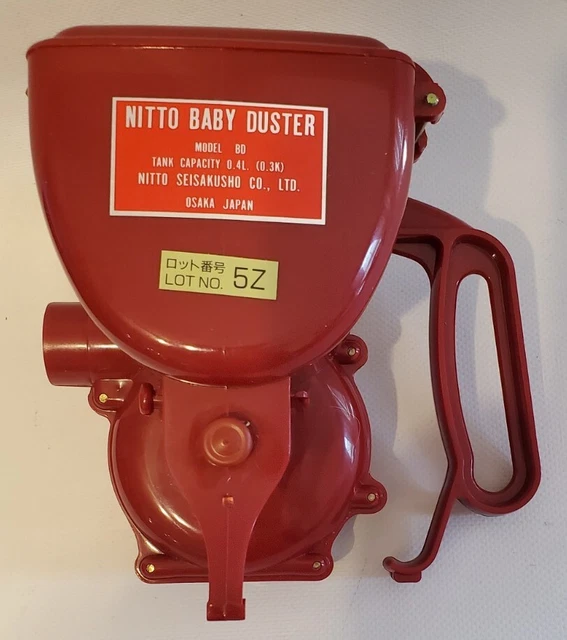 NITTO BABY DUSTER
MODEL BD
TANK CAPACITY 0.4L. (0.3K)
NITTO SEISAKUSHO CO., LTD.
OSAKA JAPAN
ロット番号
LOT NO. 5Z